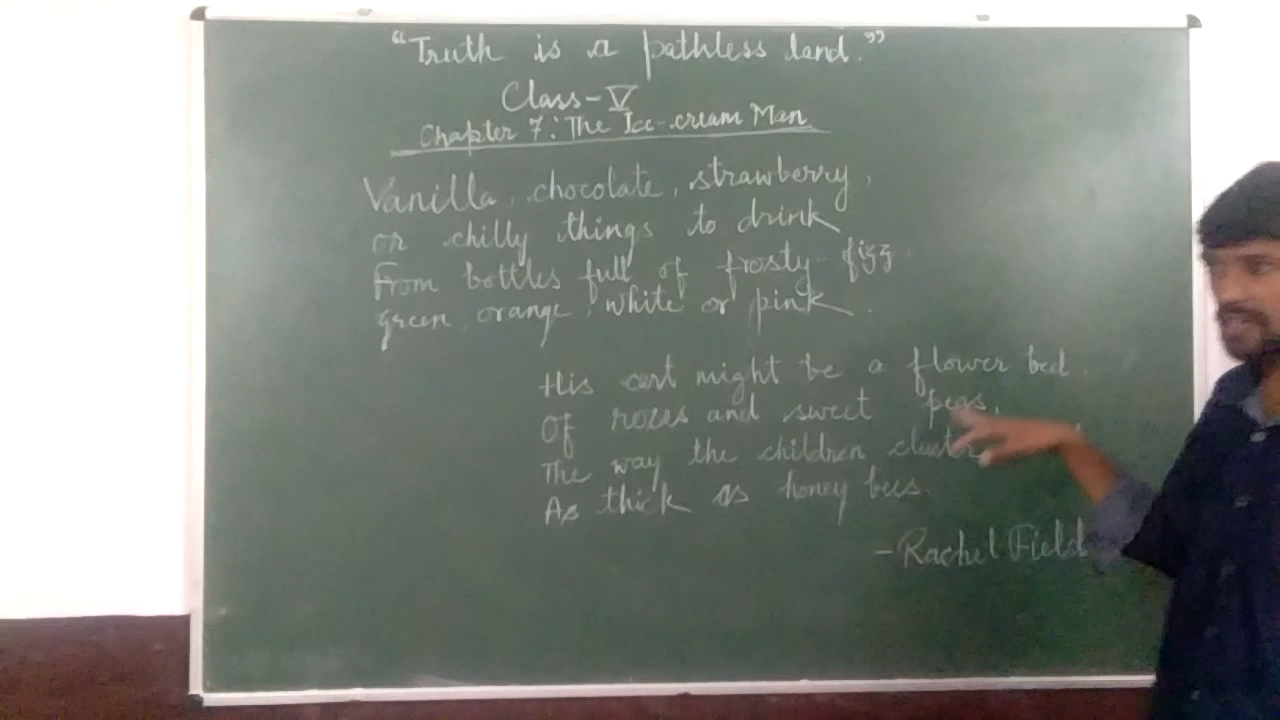 "Truth is a pathless land."
Class-V
Chapter 7: The Ice-cream Man
Vanilla, chocolate, strawberry,
or chilly things to drink
From bottles full of frosty-fizz.
green, orange, white or pink.
His cart might be a flower bed,
Of roses and sweet peas,
The way the children cluster
As thick as honey bees.
- Rachel Field